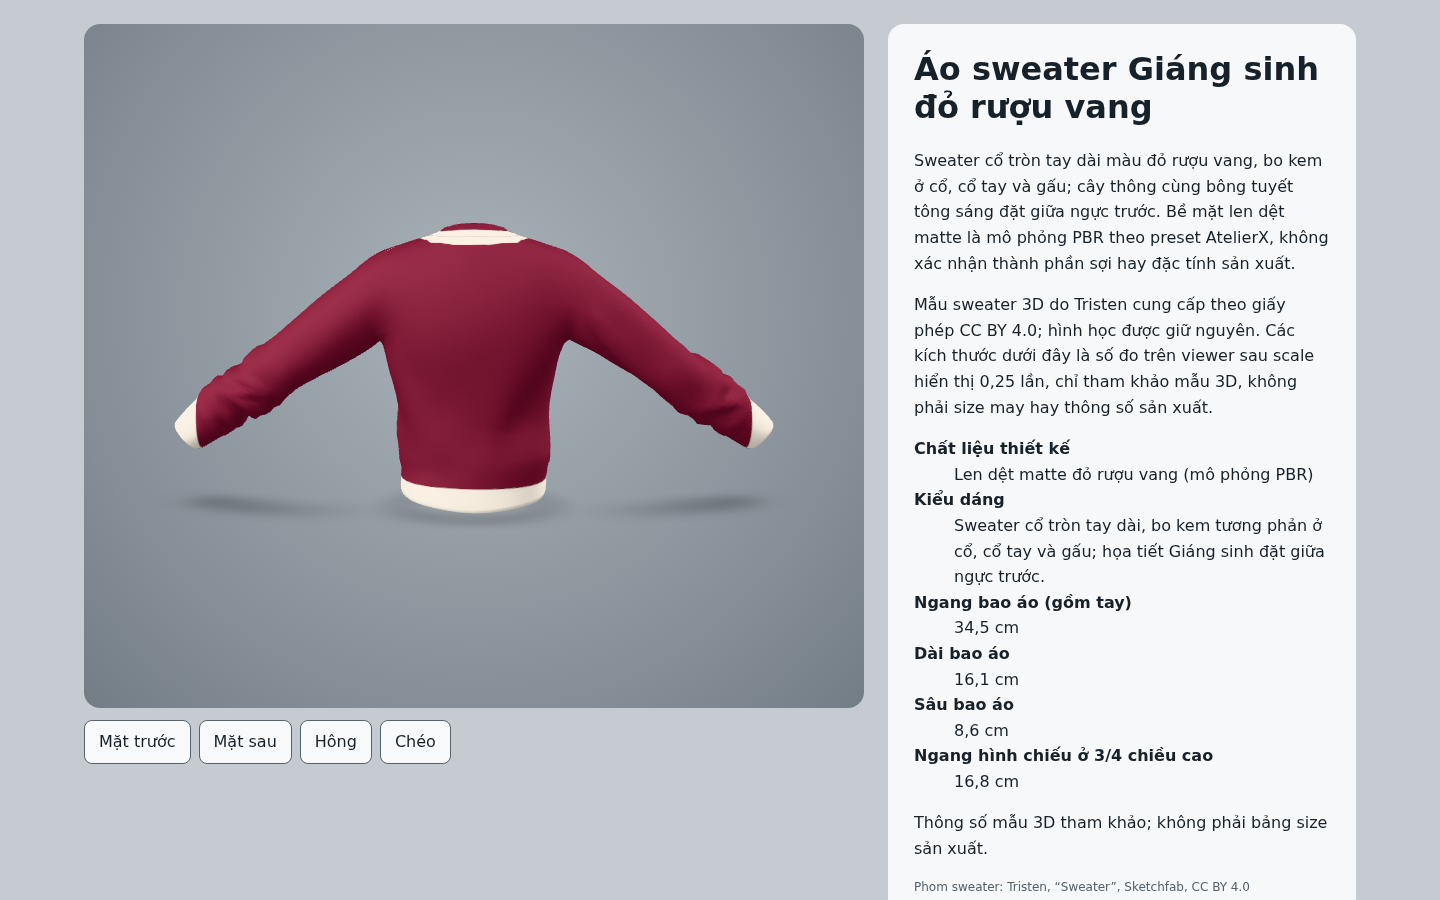 Áo sweater Giáng sinh
đỏ rượu vang
Sweater cổ tròn tay dài màu đỏ rượu vang, bo kem
ở cổ, cổ tay và gấu; cây thông cùng bông tuyết
tông sáng đặt giữa ngực trước. Bề mặt len dệt
matte là mô phỏng PBR theo preset AtelierX, không
xác nhận thành phần sợi hay đặc tính sản xuất.
Mẫu sweater 3D do Tristen cung cấp theo giấy
phép CC BY 4.0; hình học được giữ nguyên. Các
kích thước dưới đây là số đo trên viewer sau scale
hiển thị 0,25 lần, chỉ tham khảo mẫu 3D, không
phải size may hay thông số sản xuất.
Chất liệu thiết kế
Len dệt matte đỏ rượu vang (mô phỏng PBR)
Kiểu dáng
Sweater cổ tròn tay dài, bo kem tương phản ở
cổ, cổ tay và gấu; họa tiết Giáng sinh đặt giữa
ngực trước.
Ngang bao áo (gồm tay)
34,5 cm
Dài bao áo
16,1 cm
Sâu bao áo
8,6 cm
Ngang hình chiếu ở 3/4 chiều cao
16,8 cm
Thông số mẫu 3D tham khảo; không phải bảng size
sản xuất.
Phom sweater: Tristen, “Sweater”, Sketchfab, CC BY 4.0
Mặt trước
Mặt sau
Hông
Chéo